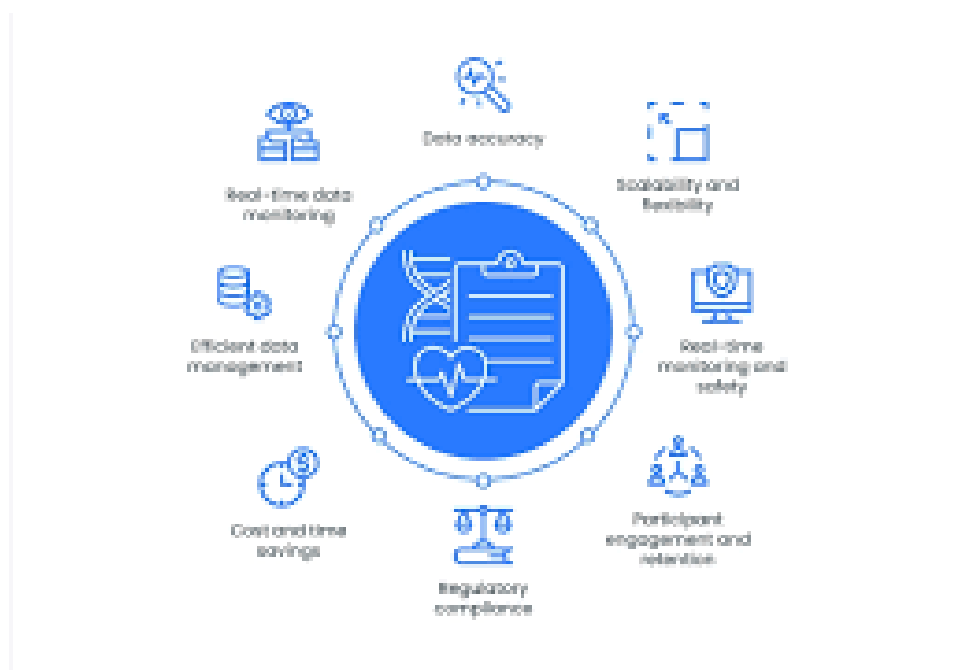 Data accuracy
Scalability and
flexibility
Real-time
monitoring and
safety
Participant
engagement and
retention
Regulatory
compliance
Cost and time
savings
Efficient data
management
Real-time data
monitoring